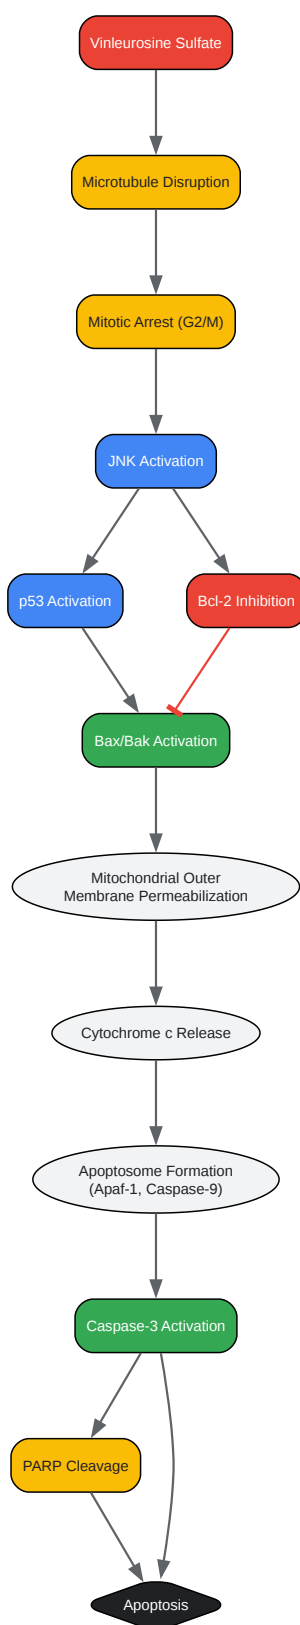 Vinleurosine Sulfate
Microtubule Disruption
Mitotic Arrest (G2/M)
JNK Activation
p53 Activation
Bcl-2 Inhibition
Bax/Bak Activation
Mitochondrial Outer
Membrane Permeabilization
Cytochrome c Release
Apoptosome Formation
(Apaf-1, Caspase-9)
Caspase-3 Activation
PARP Cleavage
Apoptosis